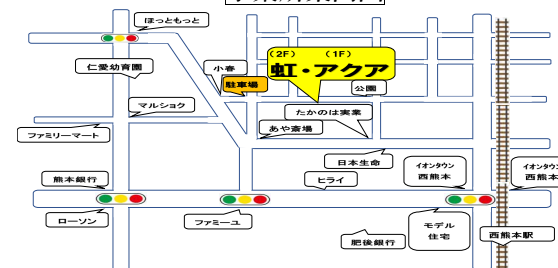 ほっともっと
仁愛幼育園
小春
駐車場
(2F) (1F)
虹・アクア
公園
マルショク
たかのは実業
ファミリーマート
あや斎場
日本生命
熊本銀行
ヒライ
イオンタウン
西熊本
イオンタウン
西熊本
ローソン
ファミーユ
モデル
住宅
肥後銀行
西熊本駅